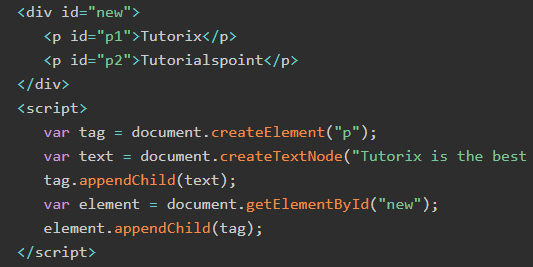 <div id="new">
<p id="p1">Tutorix</p>
<p id="p2">Tutorialspoint</p>
</div>
<script>
var tag = document.createElement("p");
var text = document.createTextNode("Tutorix is the best
tag.appendChild(text);
var element = document.getElementById("new");
element.appendChild(tag);
</script>